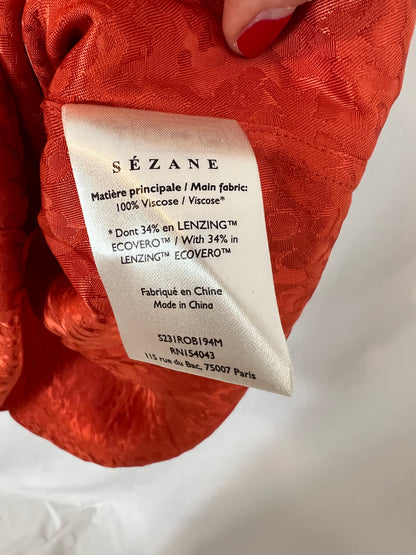 SÉZANE
Matière principale / Main fabric:
100% Viscose / Viscose*
* Dont 34% en LENZING™
ECOVERO™ / With 34% in
LENZING™ ECOVERO™
Fabriqué en Chine
Made in China
S231ROB194M
RN154043
115 rue du Bac, 75007 Paris